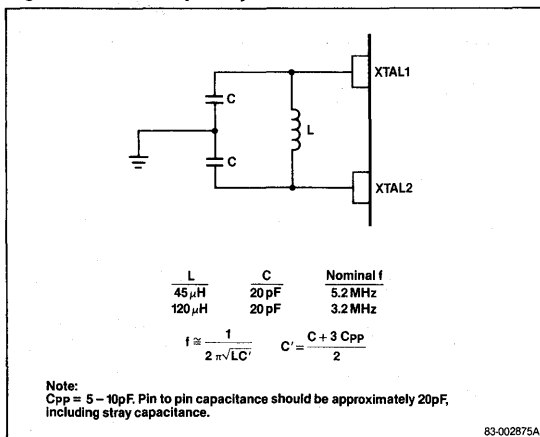 XTAL1
C
L
C
XTAL2
L C Nominal f
45 μH 20 pF 5.2 MHz
120 μH 20 pF 3.2 MHz
f ≅ 1 / 2 π√LC' C' = C + 3 CPP / 2
Note:
CPP = 5 – 10pF. Pin to pin capacitance should be approximately 20pF,
including stray capacitance.
83-002875A